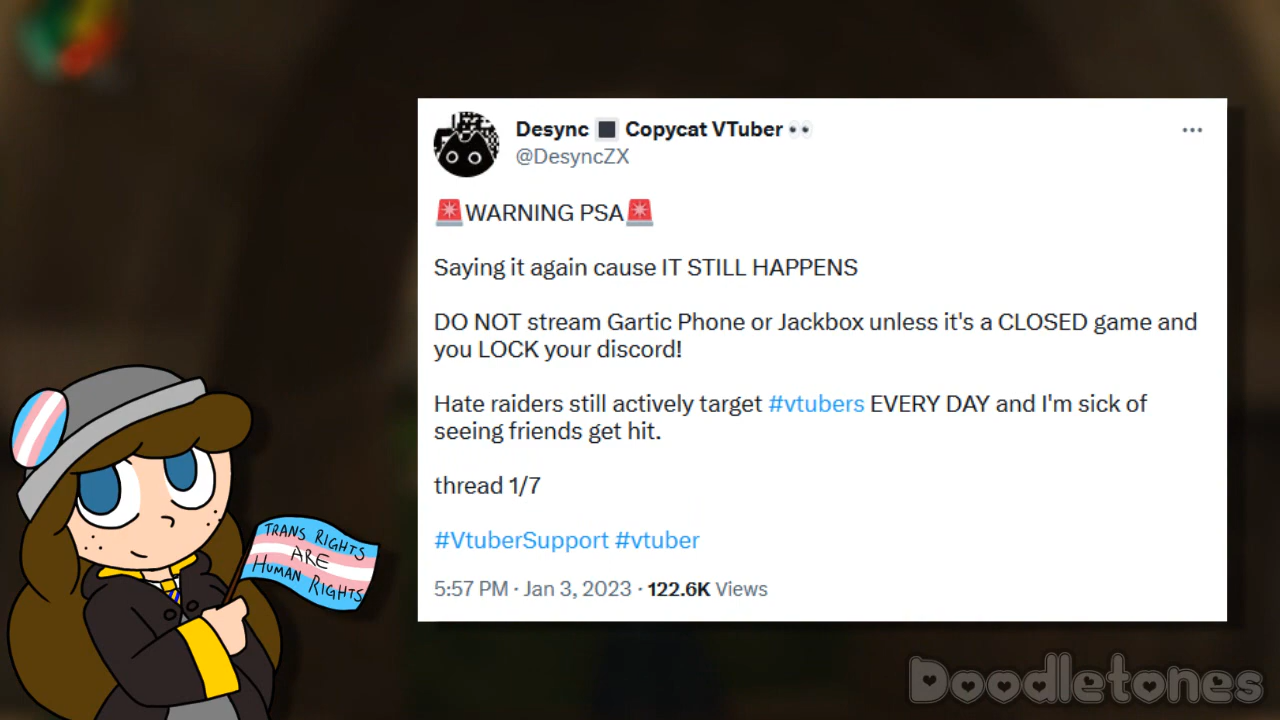 Desync ⬛ Copycat VTuber 👀
@DesyncZX
🚨WARNING PSA🚨
Saying it again cause IT STILL HAPPENS
DO NOT stream Gartic Phone or Jackbox unless it's a CLOSED game and
you LOCK your discord!
Hate raiders still actively target #vtubers EVERY DAY and I'm sick of
seeing friends get hit.
thread 1/7
#VtuberSupport #vtuber
5:57 PM · Jan 3, 2023 · 122.6K Views
TRANS RIGHTS
ARE
HUMAN RIGHTS
Doodletones